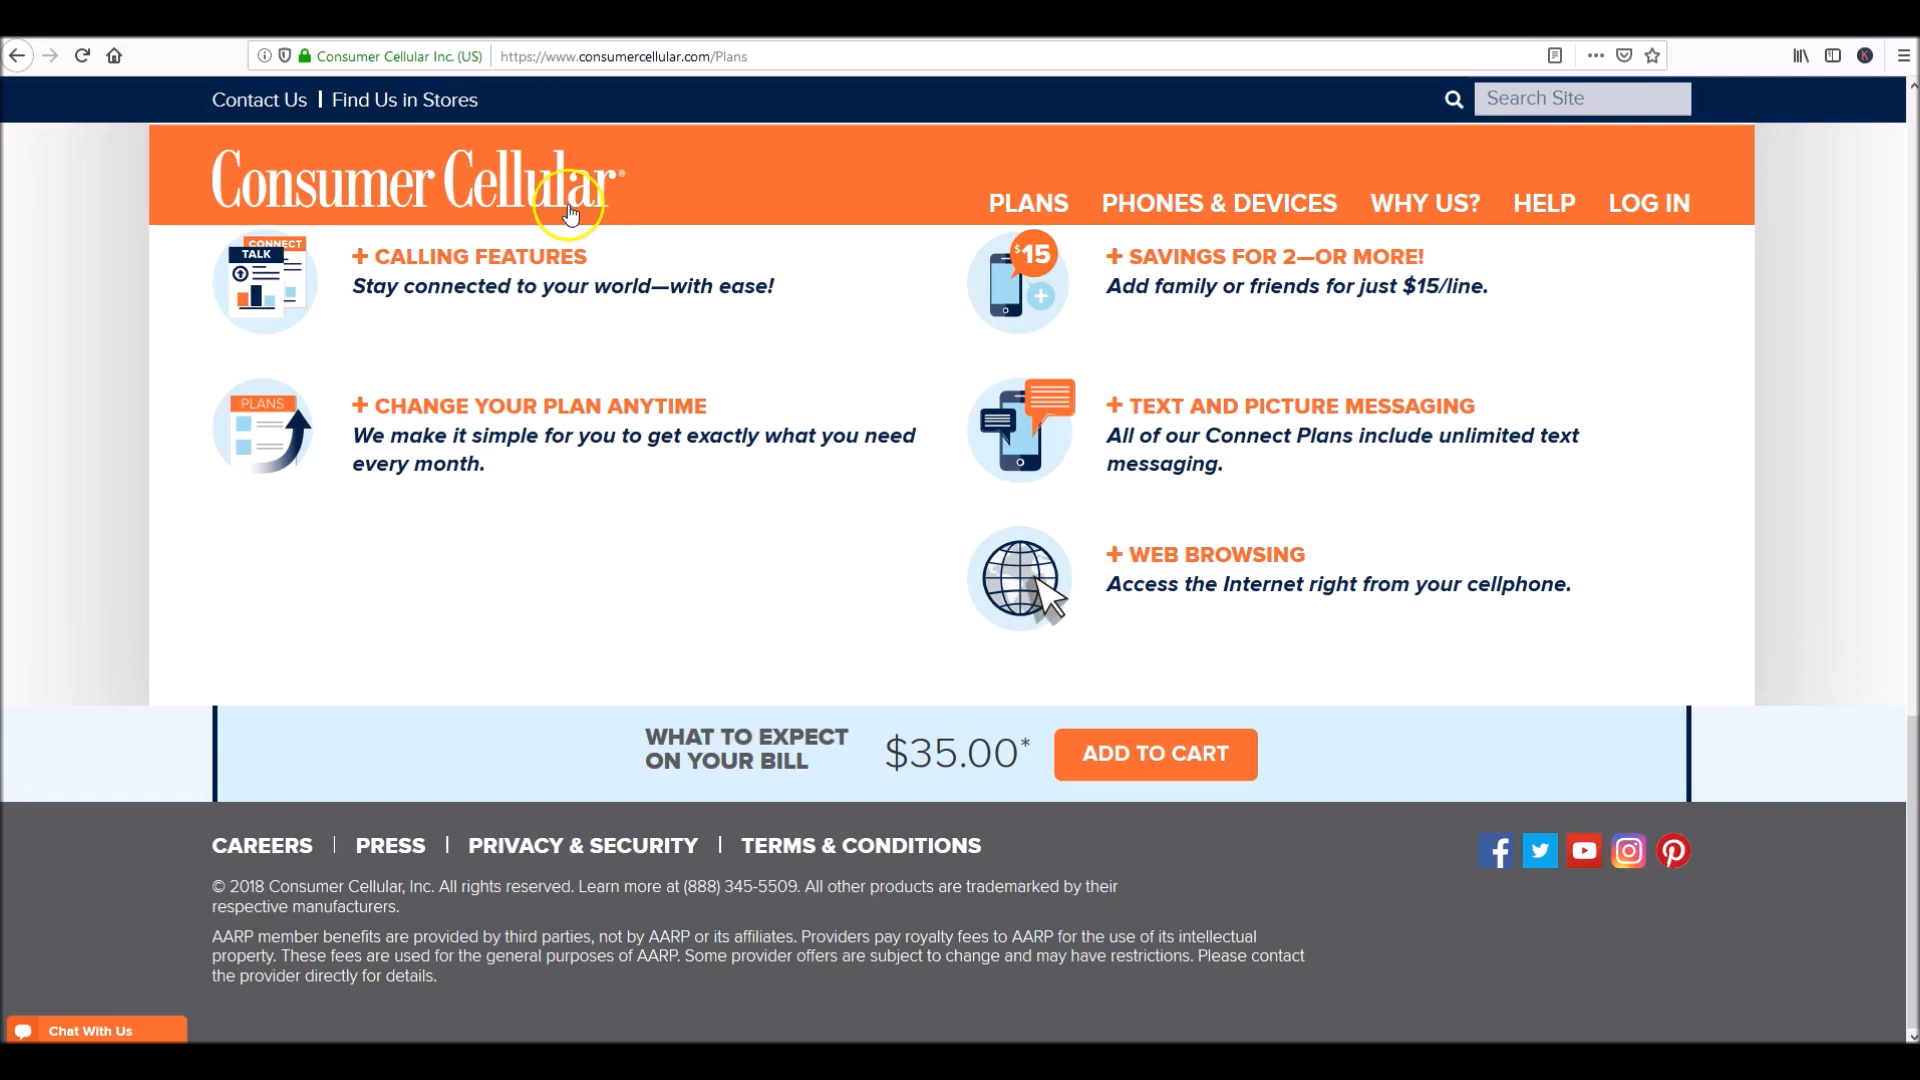 Consumer Cellular Inc. (US)
https://www.consumercellular.com/Plans
K
Contact Us
Find Us in Stores
Search Site
Consumer Cellular®
PLANS
PHONES & DEVICES
WHY US?
HELP
LOG IN
CONNECT
TALK
+ CALLING FEATURES
Stay connected to your world—with ease!
$15
+ SAVINGS FOR 2—OR MORE!
Add family or friends for just $15/line.
PLANS
+ CHANGE YOUR PLAN ANYTIME
We make it simple for you to get exactly what you need
every month.
+ TEXT AND PICTURE MESSAGING
All of our Connect Plans include unlimited text
messaging.
+ WEB BROWSING
Access the Internet right from your cellphone.
WHAT TO EXPECT
ON YOUR BILL
$35.00*
ADD TO CART
CAREERS | PRESS | PRIVACY & SECURITY | TERMS & CONDITIONS
© 2018 Consumer Cellular, Inc. All rights reserved. Learn more at (888) 345-5509. All other products are trademarked by their
respective manufacturers.
AARP member benefits are provided by third parties, not by AARP or its affiliates. Providers pay royalty fees to AARP for the use of its intellectual
property. These fees are used for the general purposes of AARP. Some provider offers are subject to change and may have restrictions. Please contact
the provider directly for details.
Chat With Us